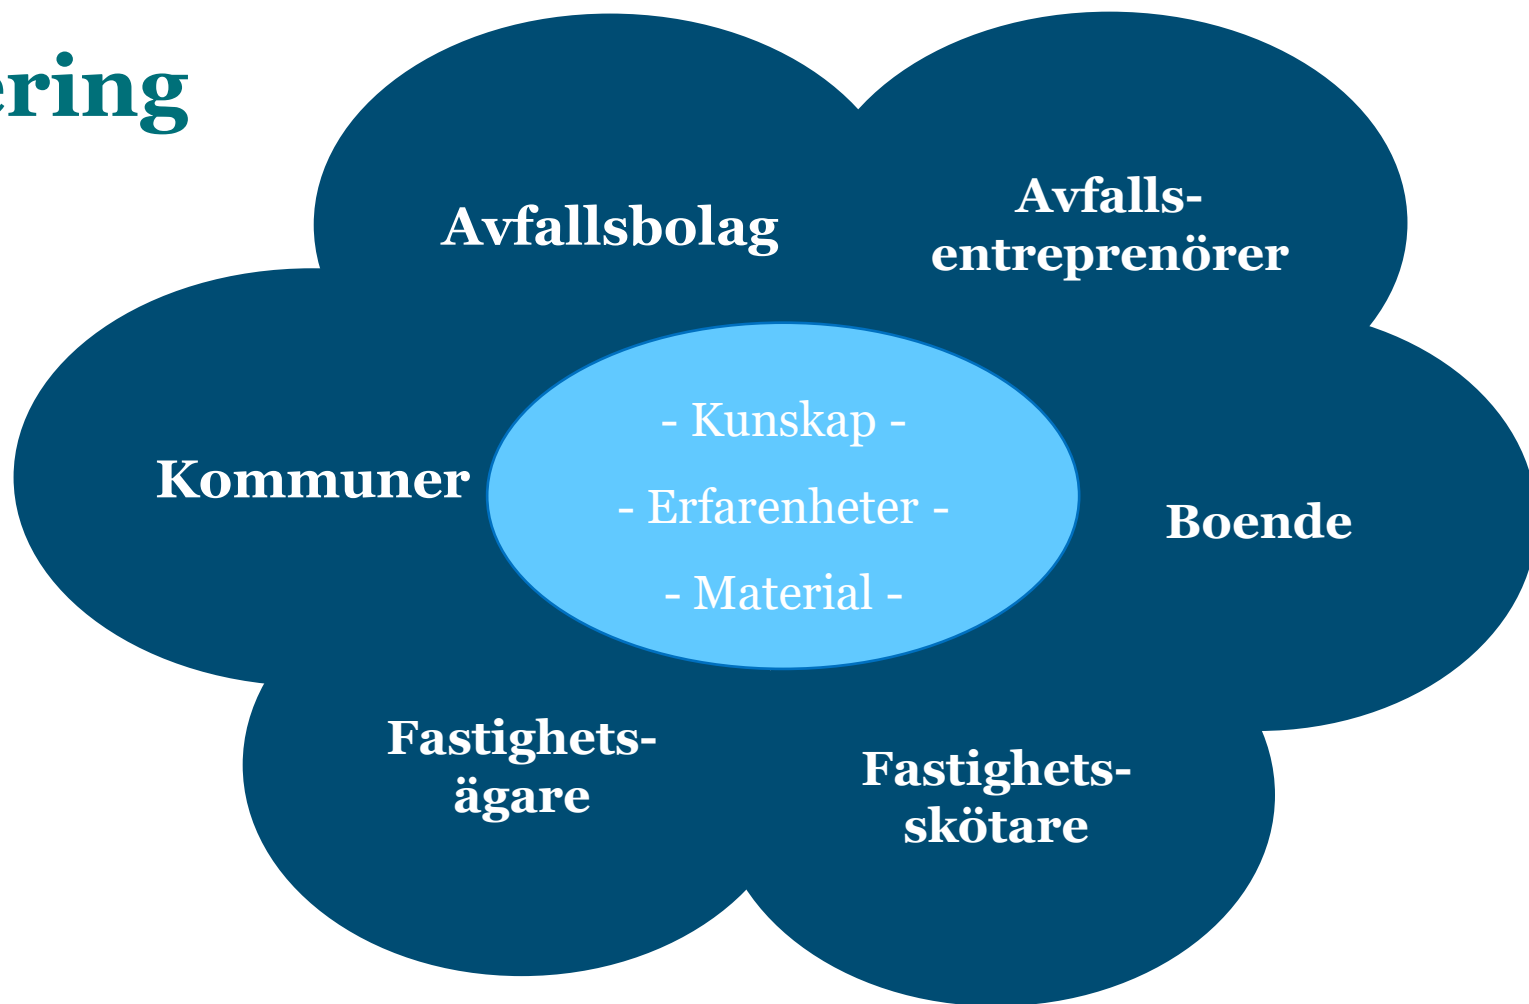 ering
Avfallsbolag
Avfalls-
entreprenörer
Kommuner
- Kunskap -
- Erfarenheter -
- Material -
Boende
Fastighets-
ägare
Fastighets-
skötare